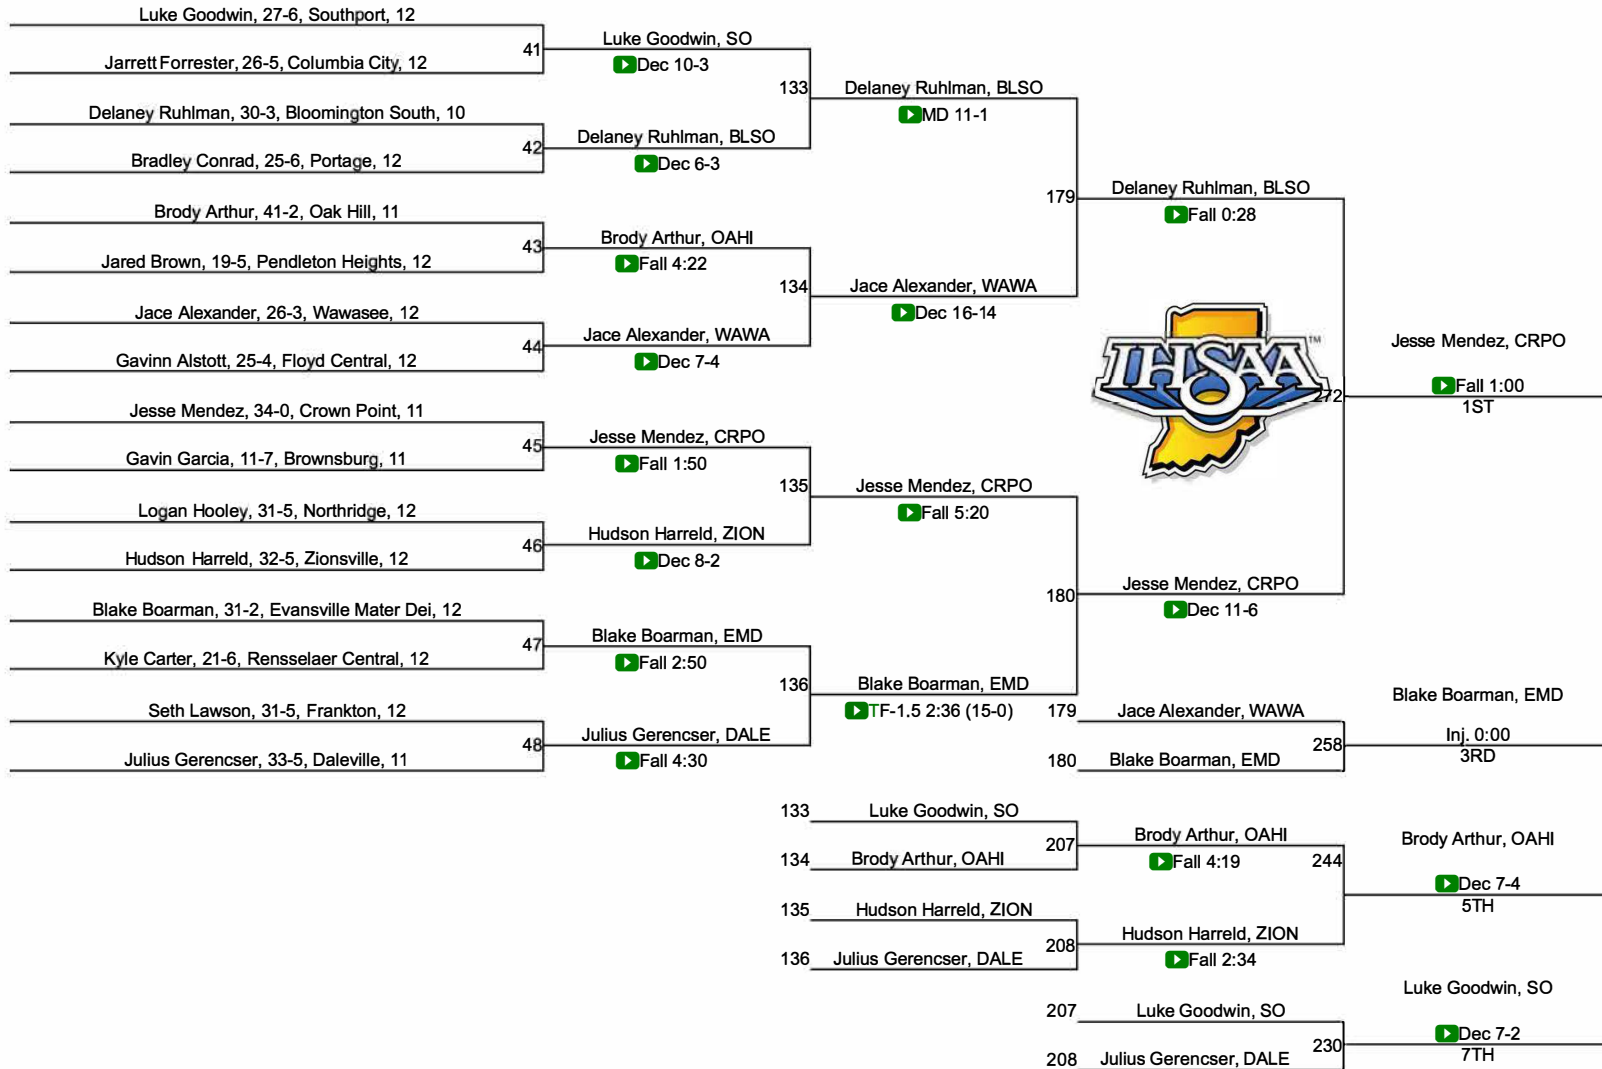 Luke Goodwin, 27-6, Southport, 12
41
Jarrett Forrester, 26-5, Columbia City, 12
Delaney Ruhlman, 30-3, Bloomington South, 10
42
Bradley Conrad, 25-6, Portage, 12
Brody Arthur, 41-2, Oak Hill, 11
43
Jared Brown, 19-5, Pendleton Heights, 12
Jace Alexander, 26-3, Wawasee, 12
44
Gavinn Alstott, 25-4, Floyd Central, 12
Jesse Mendez, 34-0, Crown Point, 11
45
Gavin Garcia, 11-7, Brownsburg, 11
Logan Hooley, 31-5, Northridge, 12
46
Hudson Harreld, 32-5, Zionsville, 12
Blake Boarman, 31-2, Evansville Mater Dei, 12
47
Kyle Carter, 21-6, Rensselaer Central, 12
Seth Lawson, 31-5, Frankton, 12
48
Julius Gerencser, 33-5, Daleville, 11
Luke Goodwin, SO
Dec 10-3
133
Delaney Ruhlman, BLSO
Dec 6-3
Brody Arthur, OAHI
Fall 4:22
134
Jace Alexander, WAWA
Dec 7-4
Jesse Mendez, CRPO
Fall 1:50
135
Hudson Harreld, ZION
Dec 8-2
Blake Boarman, EMD
Fall 2:50
136
Julius Gerencser, DALE
Fall 4:30
Delaney Ruhlman, BLSO
MD 11-1
179
Jace Alexander, WAWA
Dec 16-14
Jesse Mendez, CRPO
Fall 5:20
180
Blake Boarman, EMD
TF-1.5 2:36 (15-0)
Delaney Ruhlman, BLSO
Fall 0:28
IHSAA
TM
272
Jesse Mendez, CRPO
Dec 11-6
Jesse Mendez, CRPO
Fall 1:00
1ST
179 Jace Alexander, WAWA
258
180 Blake Boarman, EMD
Blake Boarman, EMD
Inj. 0:00
3RD
133 Luke Goodwin, SO
207
134 Brody Arthur, OAHI
135 Hudson Harreld, ZION
208
136 Julius Gerencser, DALE
Brody Arthur, OAHI
Fall 4:19
244
Hudson Harreld, ZION
Fall 2:34
Brody Arthur, OAHI
Dec 7-4
5TH
207 Luke Goodwin, SO
230
208 Julius Gerencser, DALE
Luke Goodwin, SO
Dec 7-2
7TH